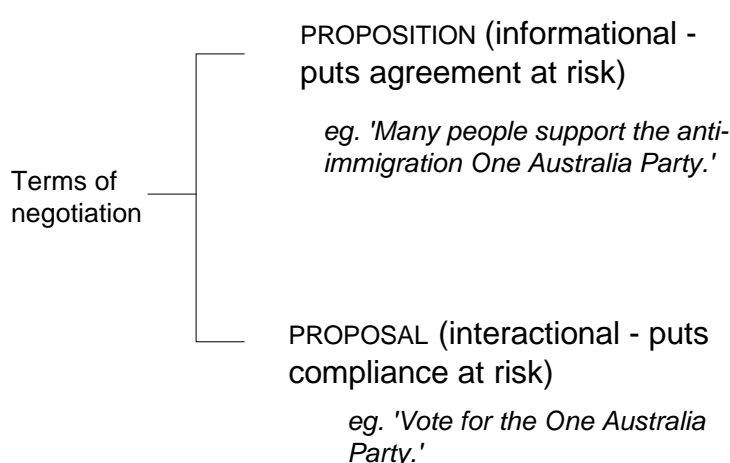 PROPOSITION (informational -
puts agreement at risk)
eg. 'Many people support the anti-
immigration One Australia Party.'
Terms of
negotiation
PROPOSAL (interactional - puts
compliance at risk)
eg. 'Vote for the One Australia
Party.'